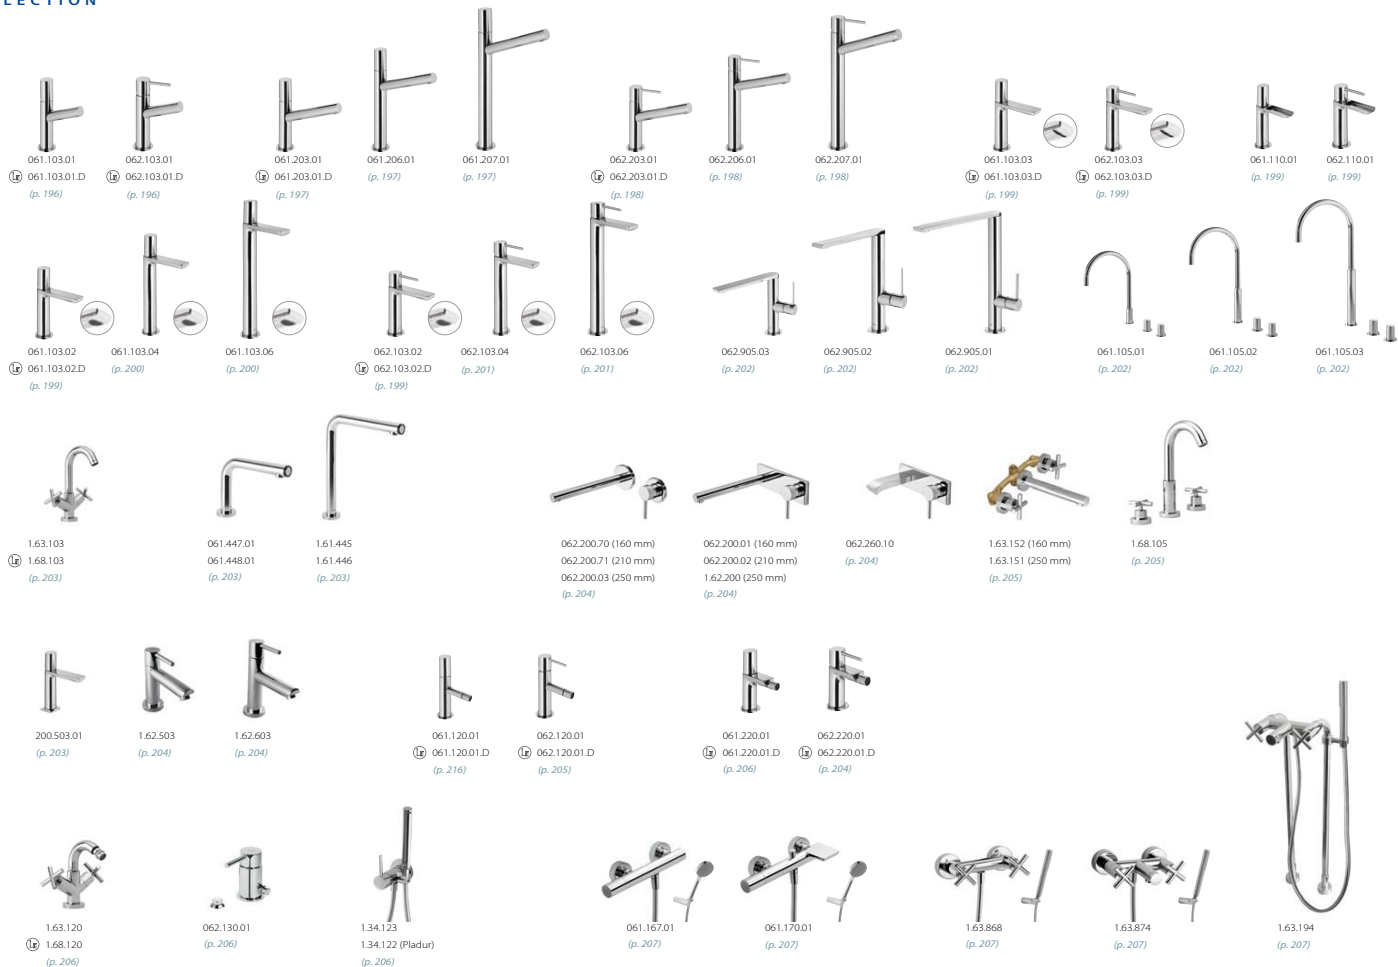 LECTION
061.103.01
061.103.01.D
(p. 196)
062.103.01
062.103.01.D
(p. 196)
061.203.01
061.203.01.D
(p. 197)
061.206.01
(p. 197)
061.207.01
(p. 197)
062.203.01
062.203.01.D
(p. 198)
062.206.01
(p. 198)
062.207.01
(p. 198)
061.103.03
061.103.03.D
(p. 199)
062.103.03
062.103.03.D
(p. 199)
061.110.01
(p. 199)
062.110.01
(p. 199)
061.103.02
061.103.02.D
(p. 199)
061.103.04
(p. 200)
061.103.06
(p. 200)
062.103.02
062.103.02.D
(p. 199)
062.103.04
(p. 201)
062.103.06
(p. 201)
062.905.03
(p. 202)
062.905.02
(p. 202)
062.905.01
(p. 202)
061.105.01
(p. 202)
061.105.02
(p. 202)
061.105.03
(p. 202)
1.63.103
1.68.103
(p. 203)
061.447.01
061.448.01
(p. 203)
1.61.445
1.61.446
(p. 203)
062.200.70 (160 mm)
062.200.71 (210 mm)
062.200.03 (250 mm)
(p. 204)
062.200.01 (160 mm)
062.200.02 (210 mm)
1.62.200 (250 mm)
(p. 204)
062.260.10
(p. 204)
1.63.152 (160 mm)
1.63.151 (250 mm)
(p. 205)
1.68.105
(p. 205)
200.503.01
(p. 203)
1.62.503
(p. 204)
1.62.603
(p. 204)
061.120.01
061.120.01.D
(p. 216)
062.120.01
062.120.01.D
(p. 205)
061.220.01
061.220.01.D
(p. 206)
062.220.01
062.220.01.D
(p. 204)
1.63.120
1.68.120
(p. 206)
062.130.01
(p. 206)
1.34.123
1.34.122 (Pladur)
(p. 206)
061.167.01
(p. 207)
061.170.01
(p. 207)
1.63.868
(p. 207)
1.63.874
(p. 207)
1.63.194
(p. 207)